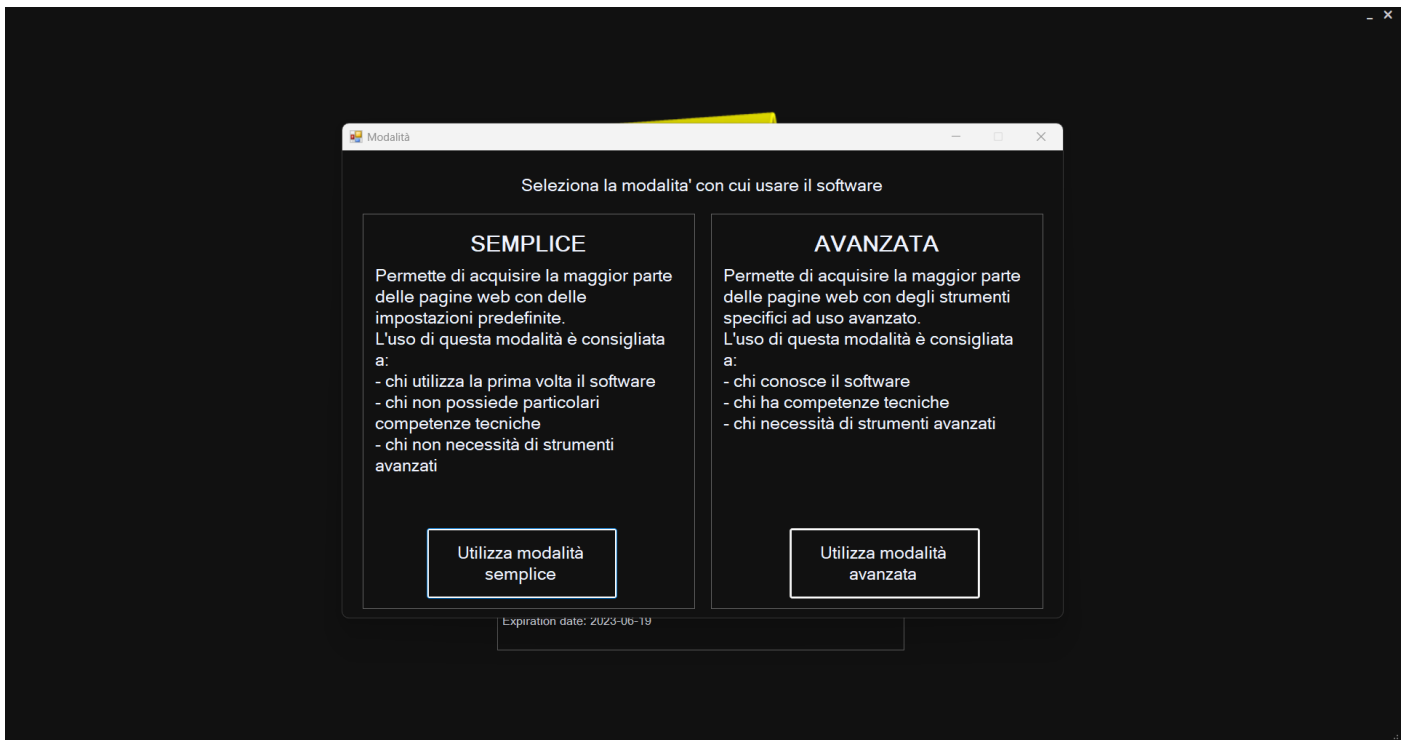 Modalità
Seleziona la modalita' con cui usare il software
SEMPLICE
Permette di acquisire la maggior parte
delle pagine web con delle
impostazioni predefinite.
L'uso di questa modalità è consigliata
a:
- chi utilizza la prima volta il software
- chi non possiede particolari
competenze tecniche
- chi non necessità di strumenti
avanzati
Utilizza modalità
semplice
AVANZATA
Permette di acquisire la maggior parte
delle pagine web con degli strumenti
specifici ad uso avanzato.
L'uso di questa modalità è consigliata
a:
- chi conosce il software
- chi ha competenze tecniche
- chi necessità di strumenti avanzati
Utilizza modalità
avanzata
Expiration date: 2023-06-19